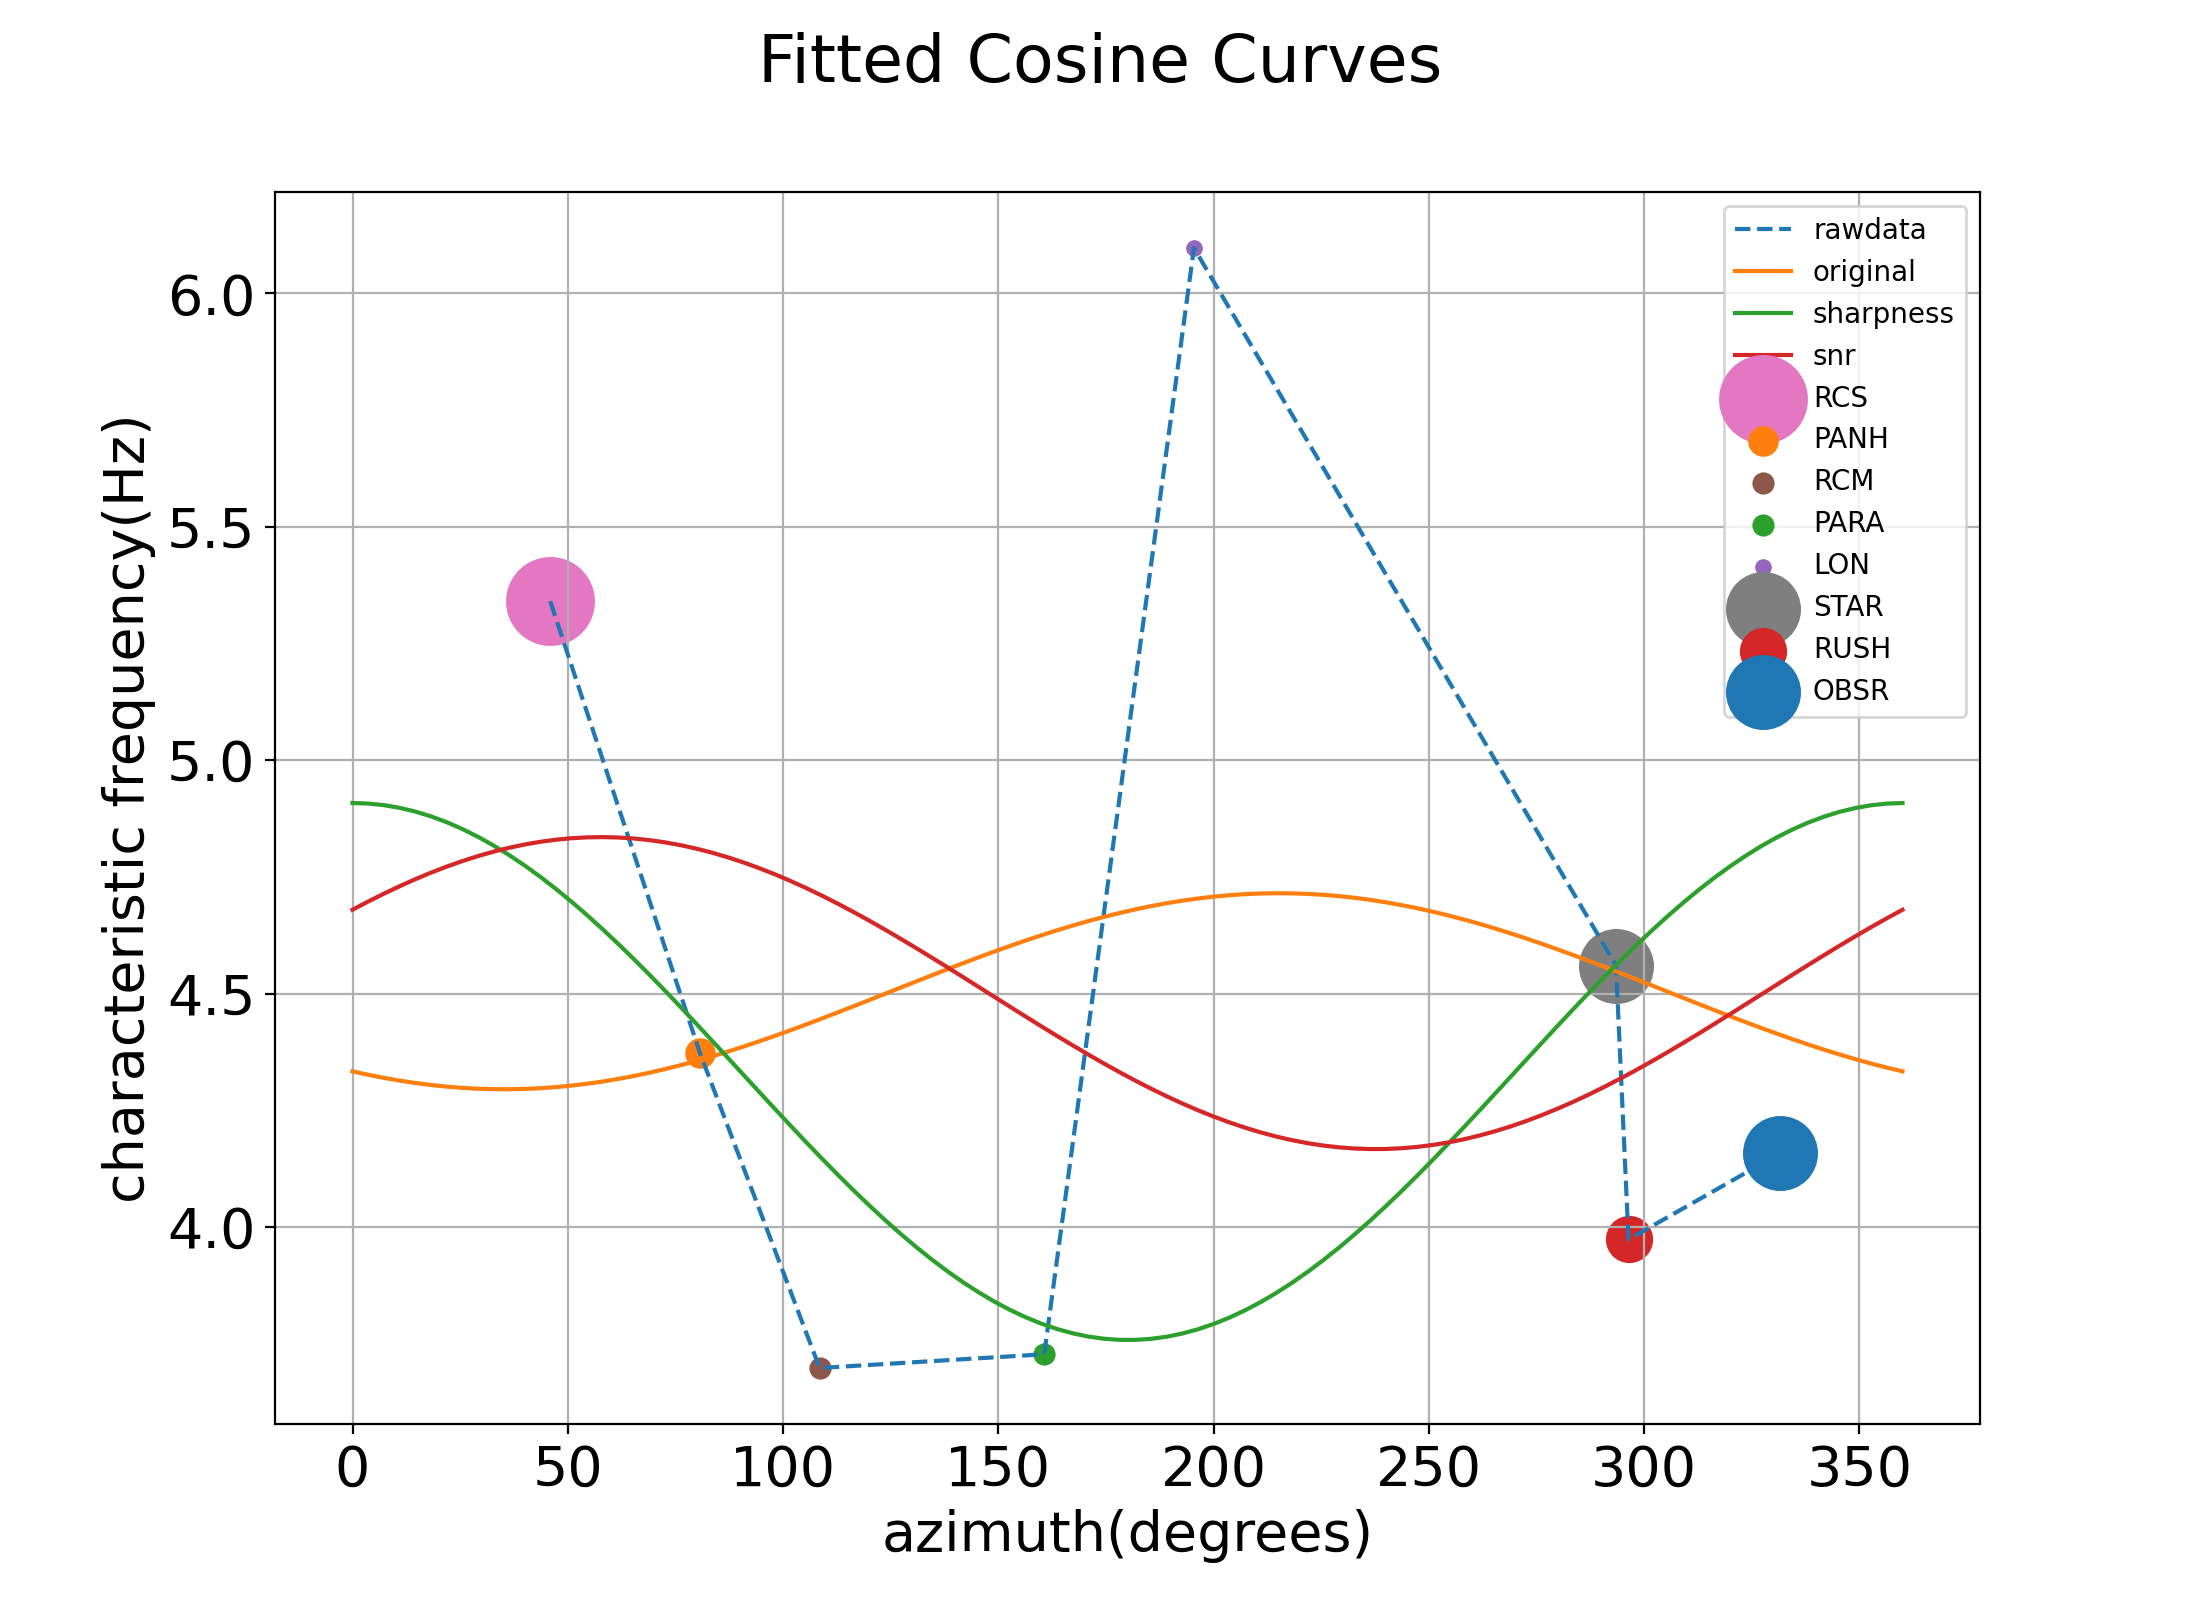 Fitted Cosine Curves
characteristic frequency(Hz)
6.0
5.5
5.0
4.5
4.0
rawdata
original
sharpness
snr
RCS
PANH
RCM
PARA
LON
STAR
RUSH
OBSR
0 50 100 150 200 250 300 350
azimuth(degrees)